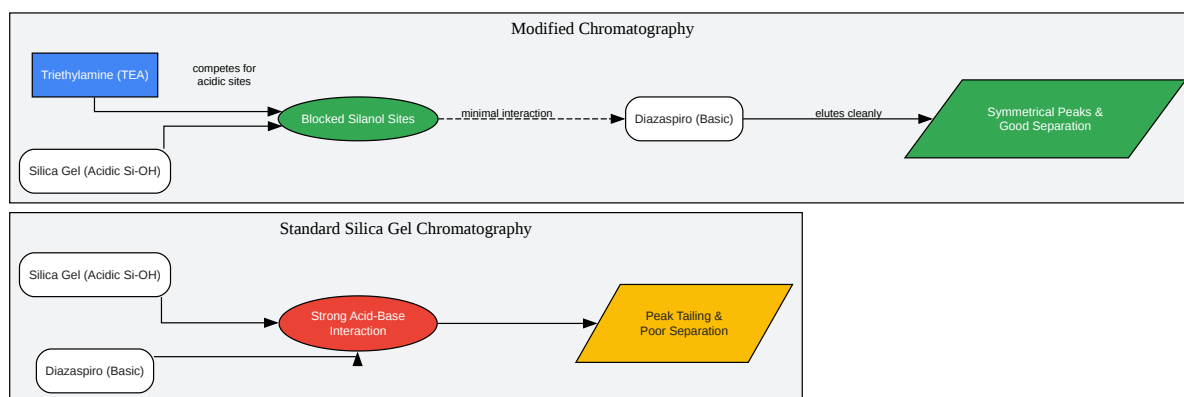 Modified Chromatography
Triethylamine (TEA)
competes for
acidic sites
Blocked Silanol Sites
minimal interaction
Diazaspiro (Basic)
elutes cleanly
Symmetrical Peaks &
Good Separation
Silica Gel (Acidic Si-OH)
Standard Silica Gel Chromatography
Silica Gel (Acidic Si-OH)
Strong Acid-Base
Interaction
Peak Tailing &
Poor Separation
Diazaspiro (Basic)